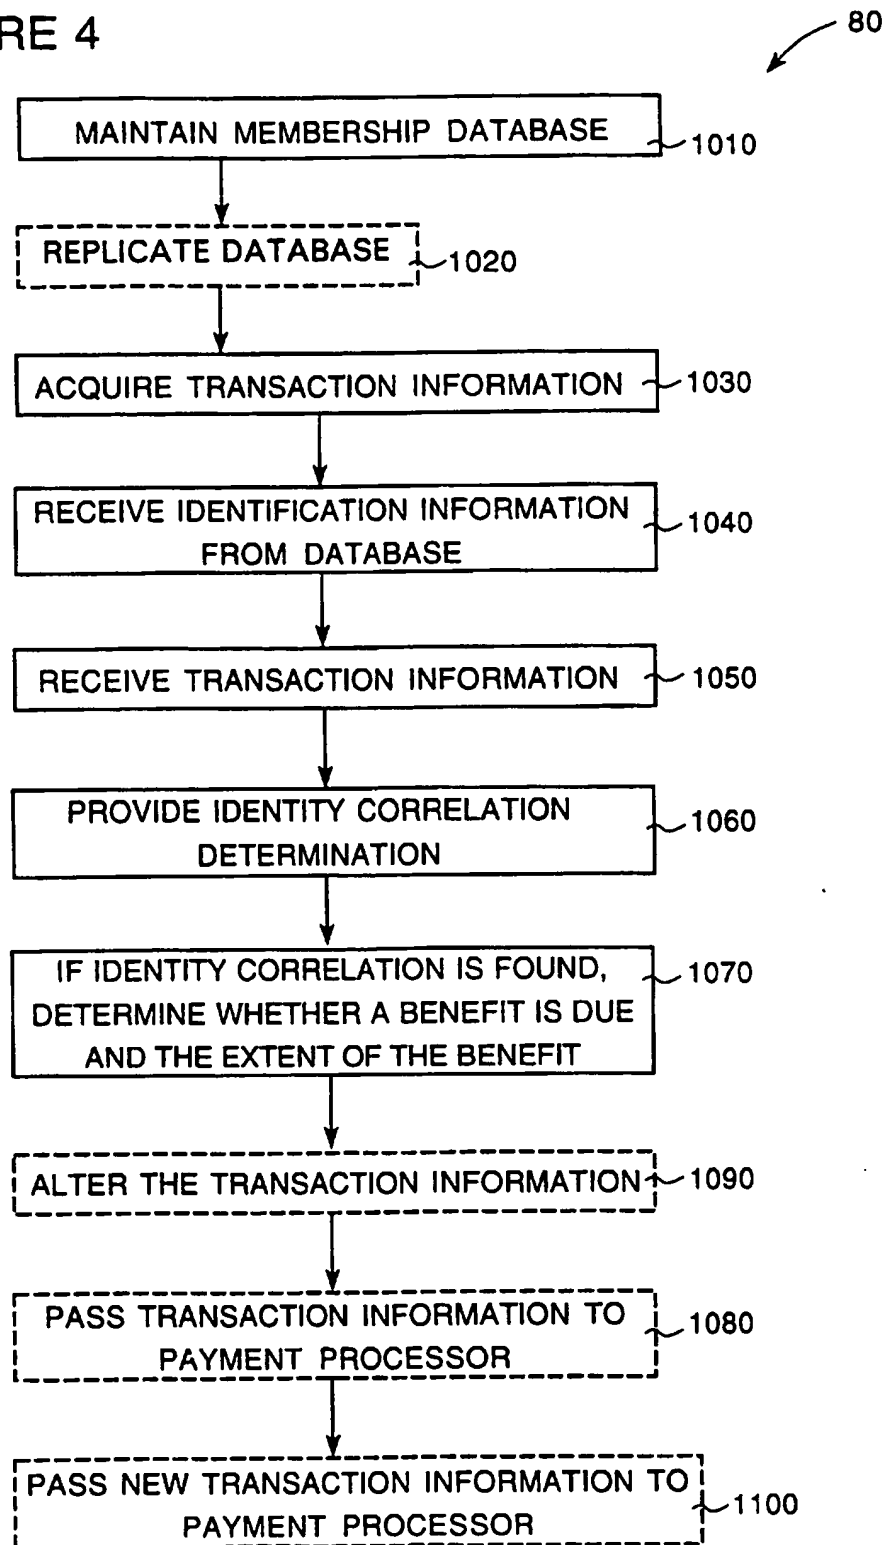 RE 4
80
MAINTAIN MEMBERSHIP DATABASE
1010
REPLICATE DATABASE
1020
ACQUIRE TRANSACTION INFORMATION
1030
RECEIVE IDENTIFICATION INFORMATION
FROM DATABASE
1040
RECEIVE TRANSACTION INFORMATION
1050
PROVIDE IDENTITY CORRELATION
DETERMINATION
1060
IF IDENTITY CORRELATION IS FOUND,
DETERMINE WHETHER A BENEFIT IS DUE
AND THE EXTENT OF THE BENEFIT
1070
ALTER THE TRANSACTION INFORMATION
1090
PASS TRANSACTION INFORMATION TO
PAYMENT PROCESSOR
1080
PASS NEW TRANSACTION INFORMATION TO
PAYMENT PROCESSOR
1100